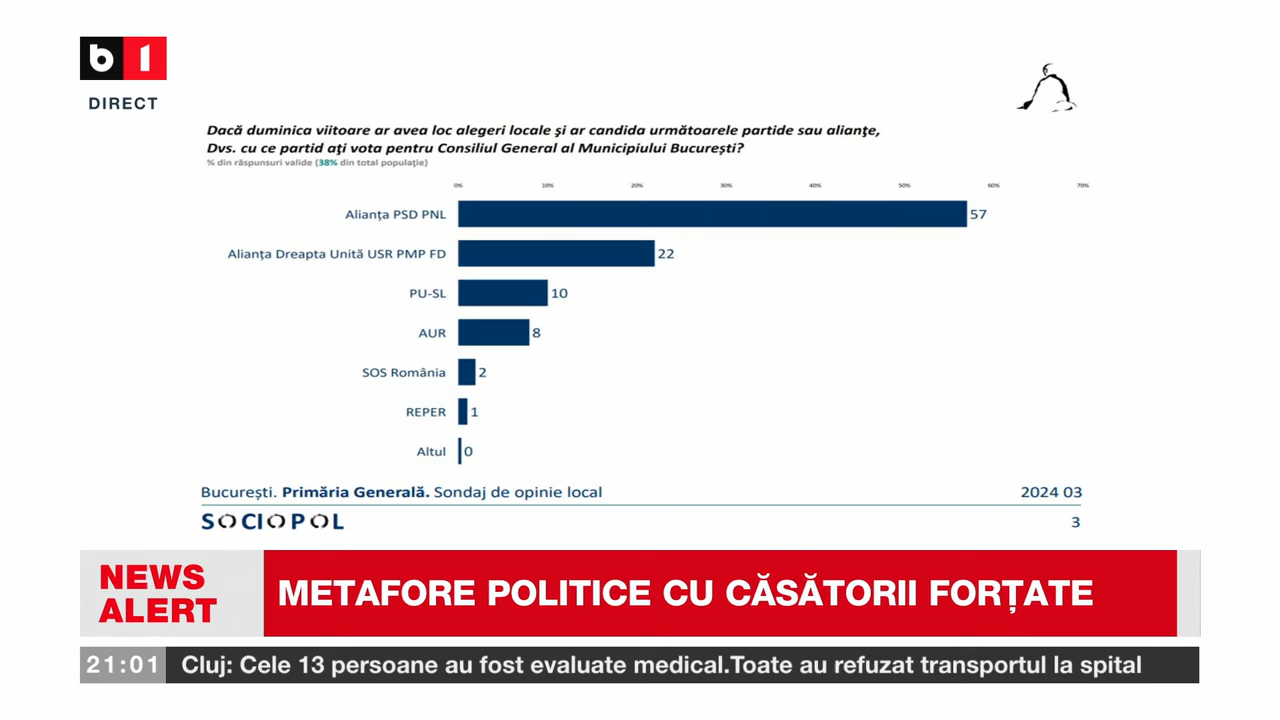 b 1
DIRECT
Dacă duminica viitoare ar avea loc alegeri locale şi ar candida următoarele partide sau alianţe,
Dvs. cu ce partid aţi vota pentru Consiliul General al Municipiului Bucureşti?
% din răspunsuri valide (38% din total populaţie)
0% 10% 20% 30% 40% 50% 60% 70%
Alianța PSD PNL 57
Alianța Dreapta Unită USR PMP FD 22
PU-SL 10
AUR 8
SOS România 2
REPER 1
Altul 0
București. Primăria Generală. Sondaj de opinie local 2024 03
SOCIOPOL 3
NEWS ALERT
METAFORE POLITICE CU CĂSĂTORII FORȚATE
21:01 Cluj: Cele 13 persoane au fost evaluate medical.Toate au refuzat transportul la spital